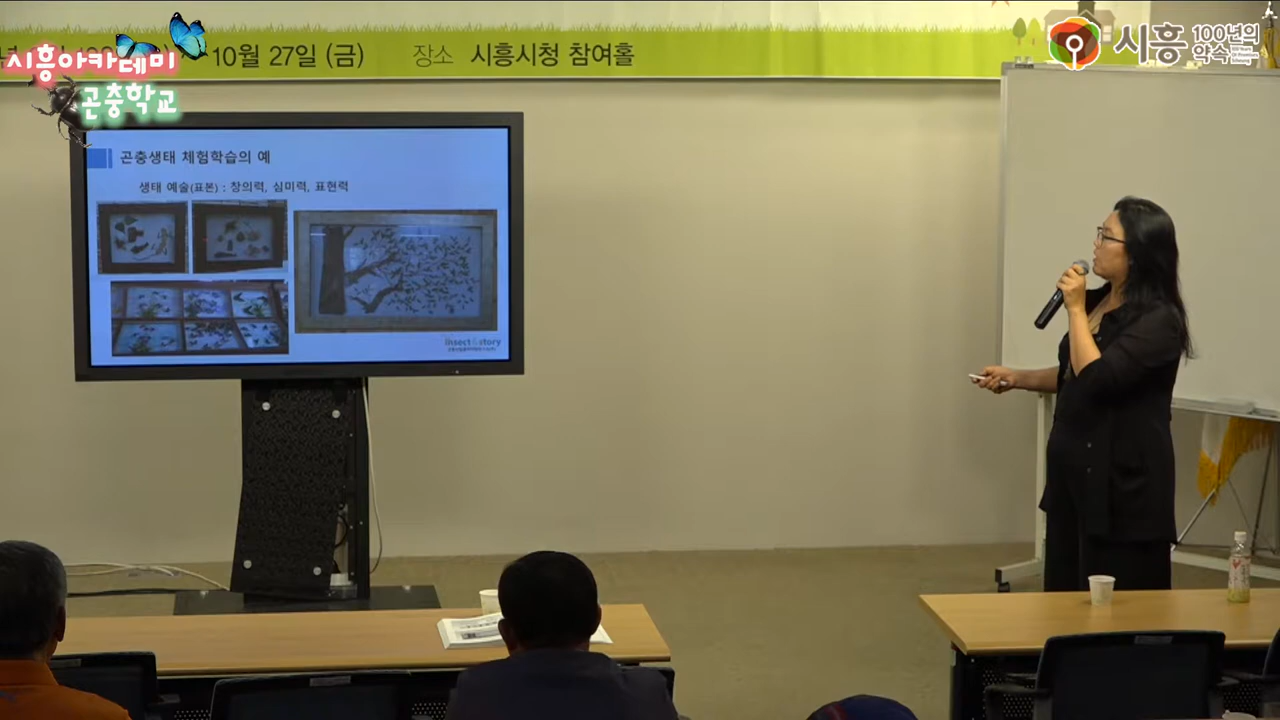 10월 27일 (금) 장소 시흥시청 참여홀
시흥아카데미
곤충학교
시흥 100년의
약속
곤충생태 체험학습의 예
생태 예술(표본) : 창의력, 심미력, 표현력
insect&story